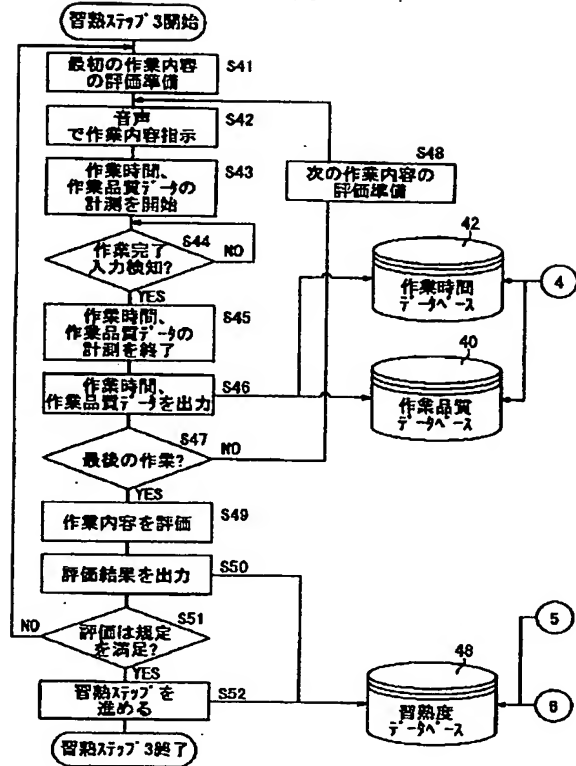 習熟ステップ3開始
最初の作業内容
の評価準備
S41
音声
で作業内容指示
S42
作業時間、
作業品質データの
計測を開始
S43
次の作業内容の
評価準備
S48
作業完了
入力検知?
S44
NO
YES
作業時間、
作業品質データの
計測を終了
S45
作業時間、
作業品質データを出力
S46
42
作業時間
データベース
4
40
作業品質
データベース
最後の作業?
S47
NO
YES
作業内容を評価
S49
評価結果を出力
S50
評価は規定
を満足?
S51
NO
YES
習熟ステップを
進める
S52
48
習熟度
データベース
5
6
習熟ステップ3終了